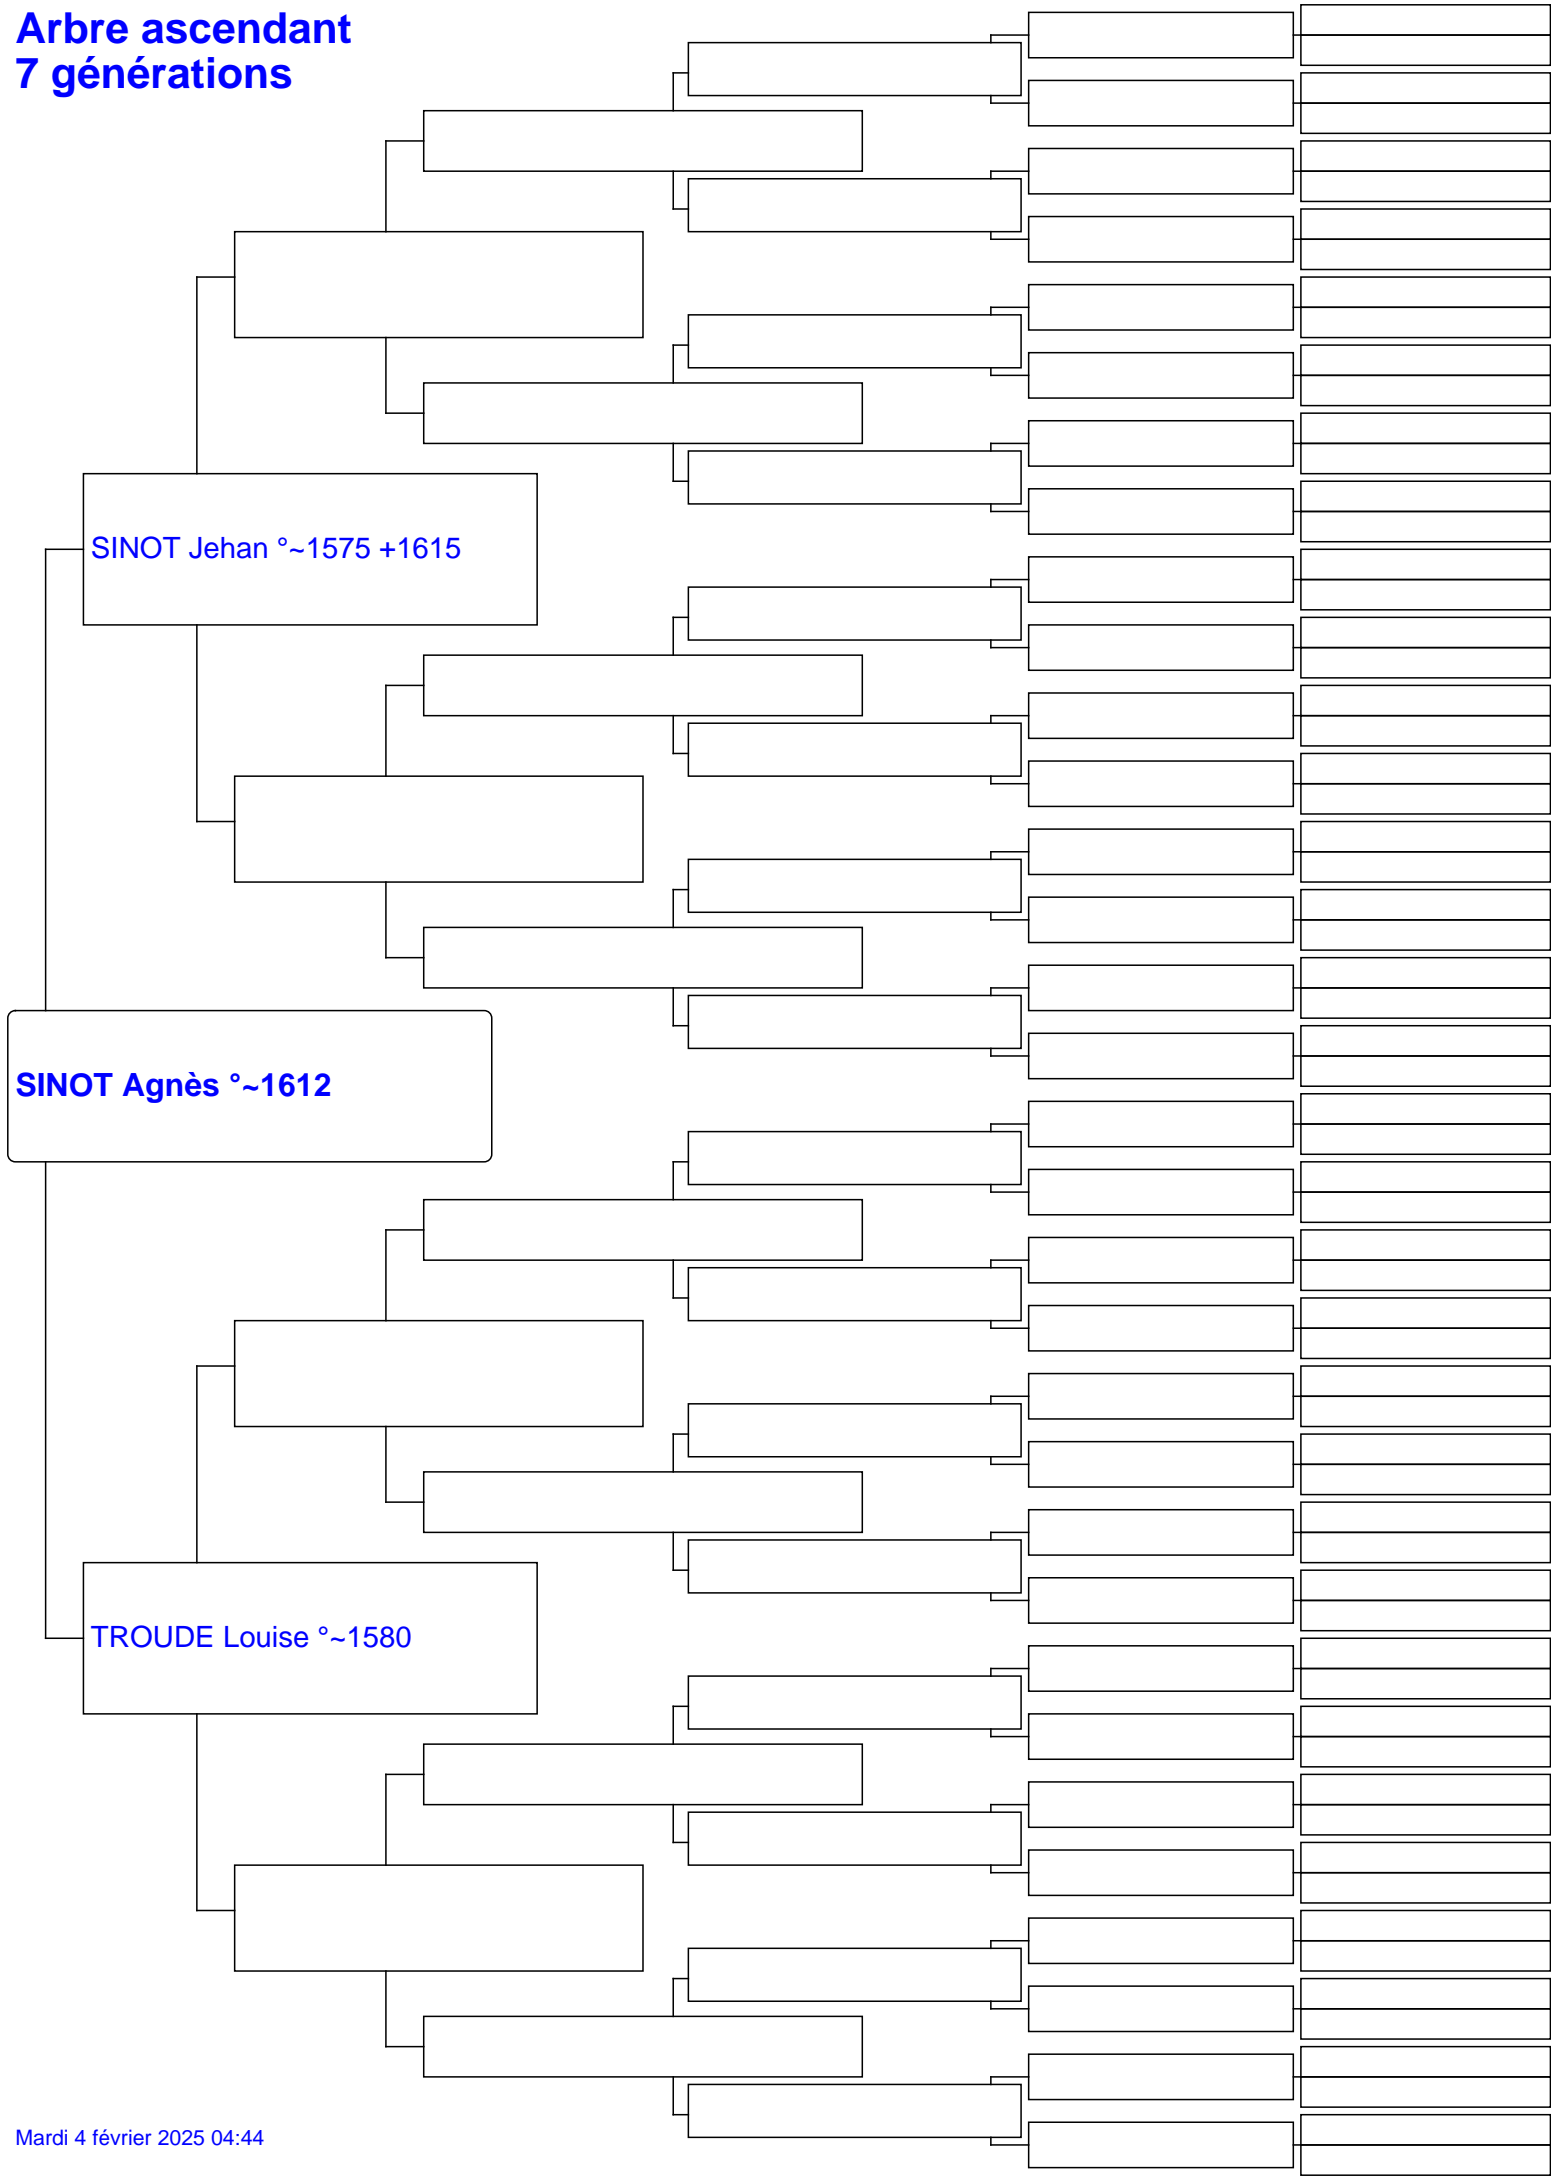 Arbre ascendant
7 générations
SINOT Jehan °~1575 +1615
SINOT Agnès °~1612
TROUDE Louise °~1580
Mardi 4 février 2025 04:44